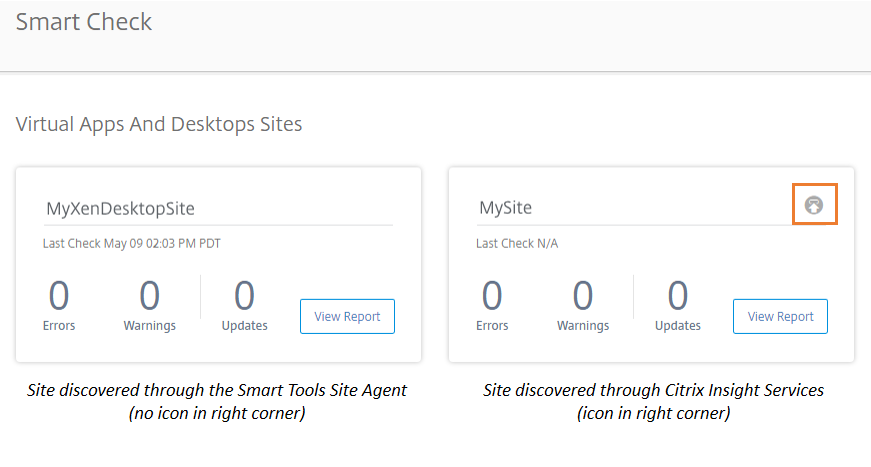 Smart Check
Virtual Apps And Desktops Sites
MyXenDesktopSite
Last Check May 09 02:03 PM PDT
0 0 0
Errors Warnings Updates
View Report
MySite
Last Check N/A
0 0 0
Errors Warnings Updates
View Report
Site discovered through the Smart Tools Site Agent
(no icon in right corner)
Site discovered through Citrix Insight Services
(icon in right corner)